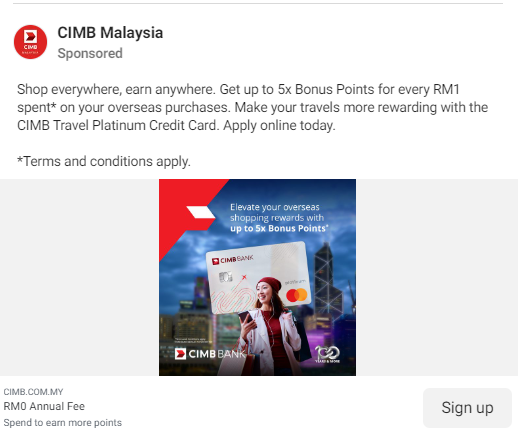 CIMB
CIMB Malaysia
Sponsored
Shop everywhere, earn anywhere. Get up to 5x Bonus Points for every RM1
spent* on your overseas purchases. Make your travels more rewarding with the
CIMB Travel Platinum Credit Card. Apply online today.
*Terms and conditions apply.
Elevate your overseas
shopping rewards with
up to 5x Bonus Points*
CIMB BANK
CIMB BANK
100
YEARS & MORE
CIMB.COM.MY
RM0 Annual Fee
Spend to earn more points
Sign up